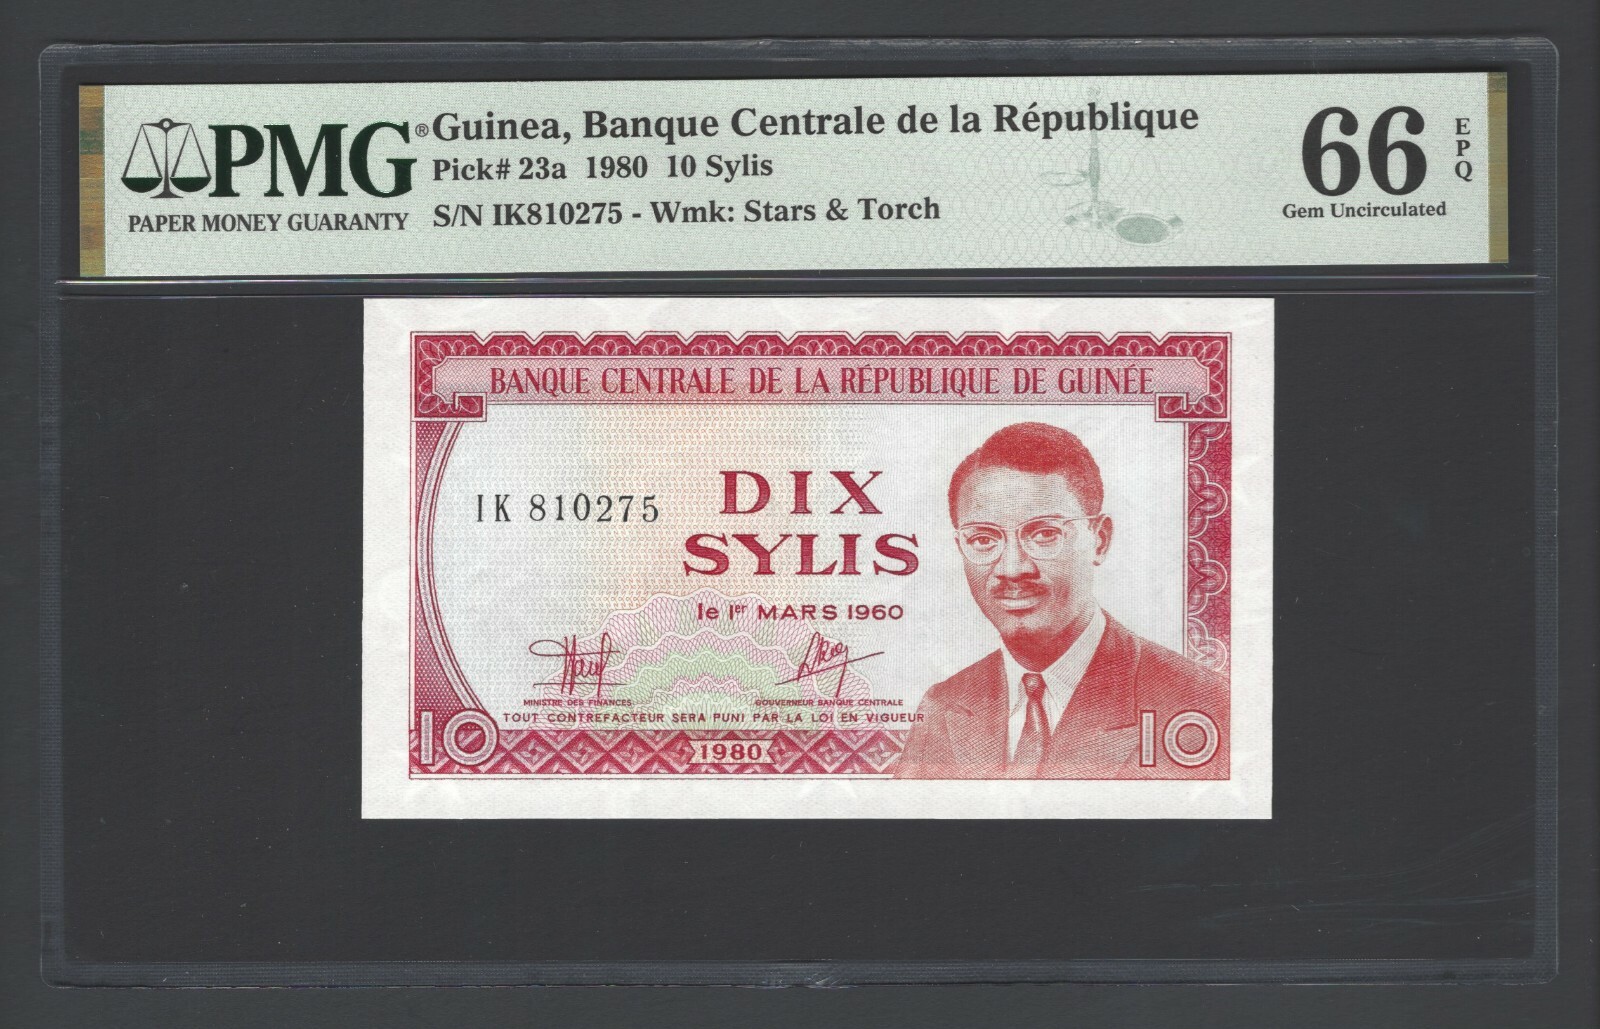 PMG®
PAPER MONEY GUARANTY
Guinea, Banque Centrale de la République
Pick# 23a 1980 10 Sylis
S/N IK810275 - Wmk: Stars & Torch
66
EPQ
Gem Uncirculated
BANQUE CENTRALE DE LA RÉPUBLIQUE DE GUINÉE
IK 810275
DIX
SYLIS
le 1er MARS 1960
MINISTRE DES FINANCES
GOUVERNEUR BANQUE CENTRALE
TOUT CONTREFACTEUR SERA PUNI PAR LA LOI EN VIGUEUR
10
1980
10